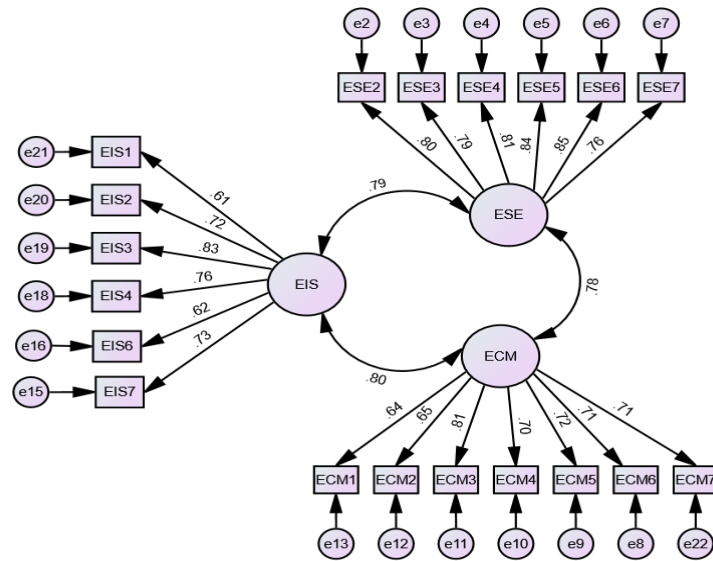 e2 e3 e4 e5 e6 e7
ESE2 ESE3 ESE4 ESE5 ESE6 ESE7
.80 .79 .81 .84 .85 .76
ESE
e21 EIS1
e20 EIS2
e19 EIS3
e18 EIS4
e16 EIS6
e15 EIS7
.61
.72
.83
.76
.62
.73
EIS
.79
.78
.80
ECM
.64 .65 .81 .70 .72 .71 .71
ECM1 ECM2 ECM3 ECM4 ECM5 ECM6 ECM7
e13 e12 e11 e10 e9 e8 e22